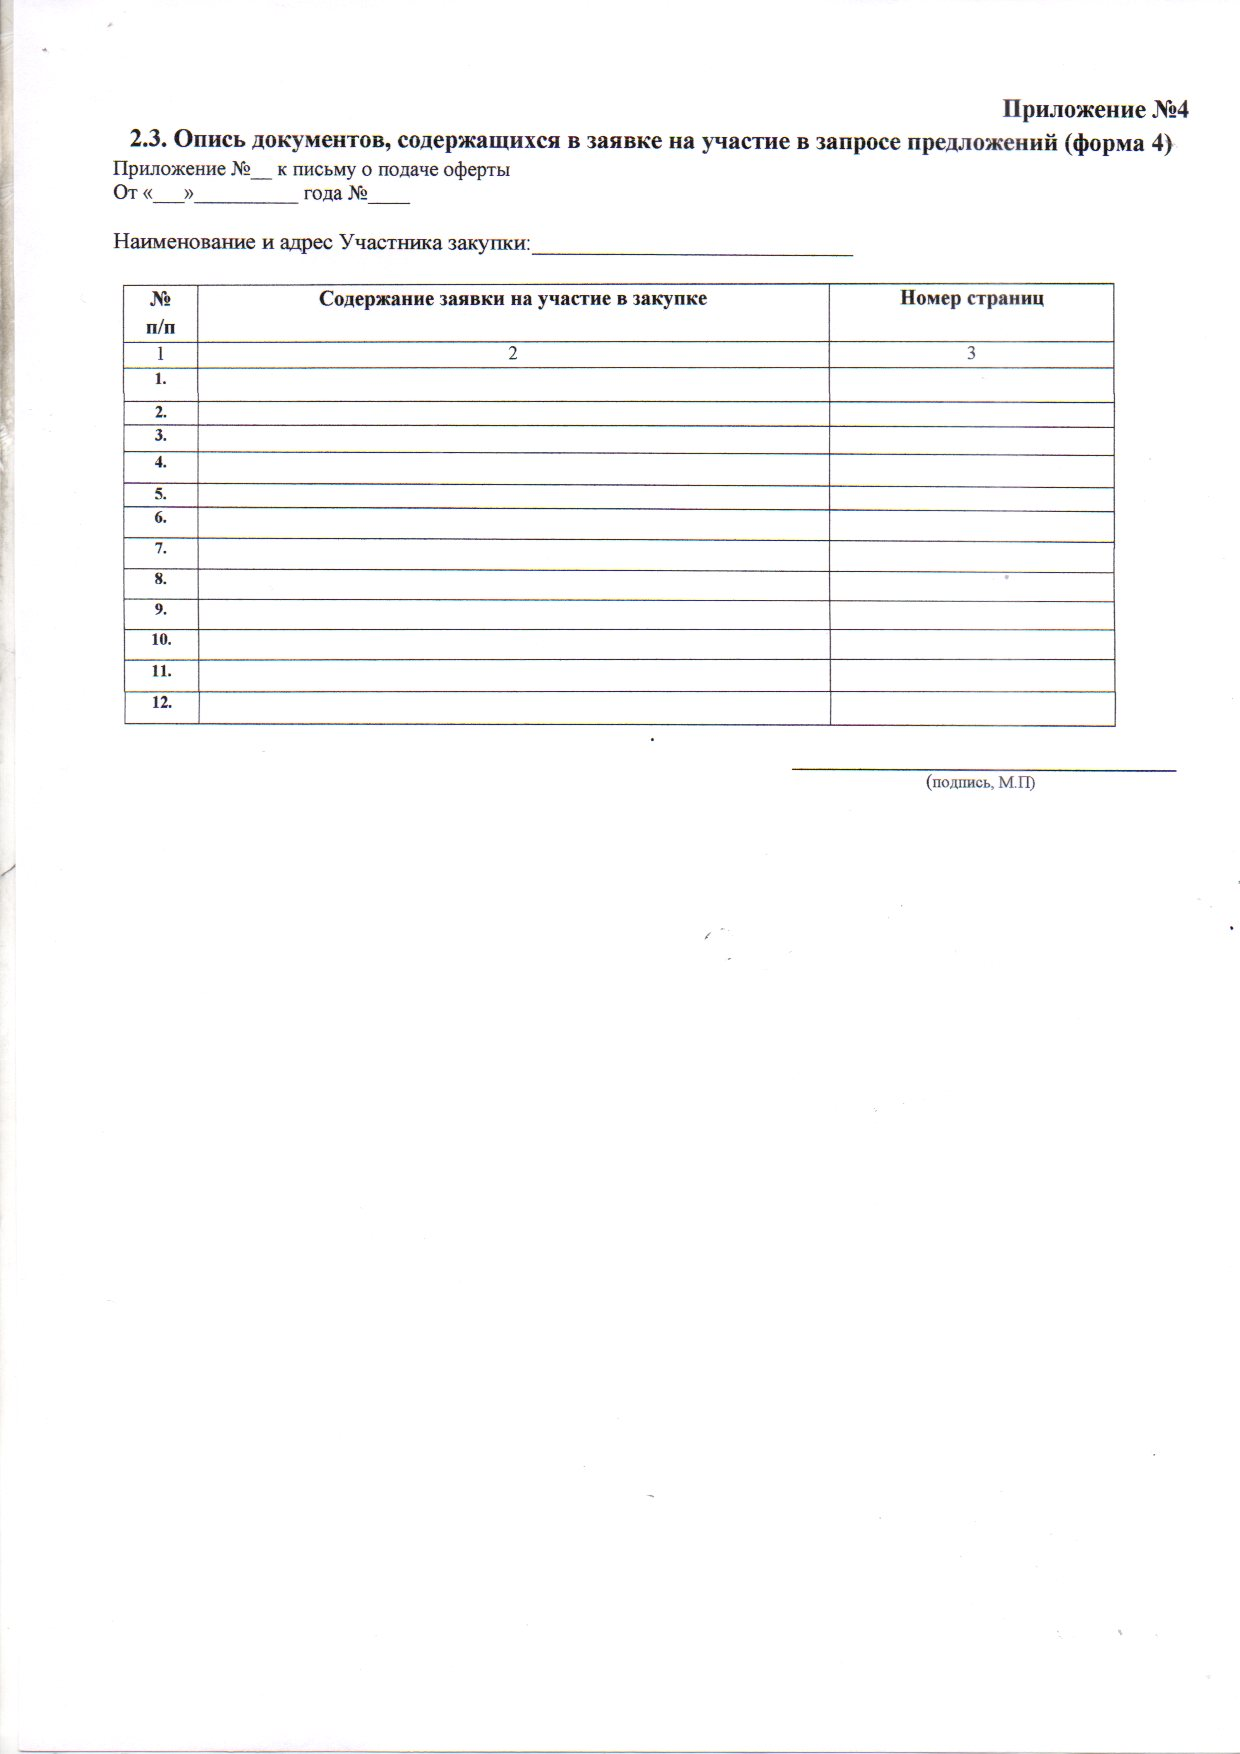 Приложение №4
2.3. Опись документов, содержащихся в заявке на участие в запросе предложений (форма 4)
Приложение №__ к письму о подаче оферты
От «___»__________ года №____
Наименование и адрес Участника закупки:_______________________________
№ п/п Содержание заявки на участие в закупке Номер страниц
1 2 3
1.
2.
3.
4.
5.
6.
7.
8.
9.
10.
11.
12.
(подпись, М.П)